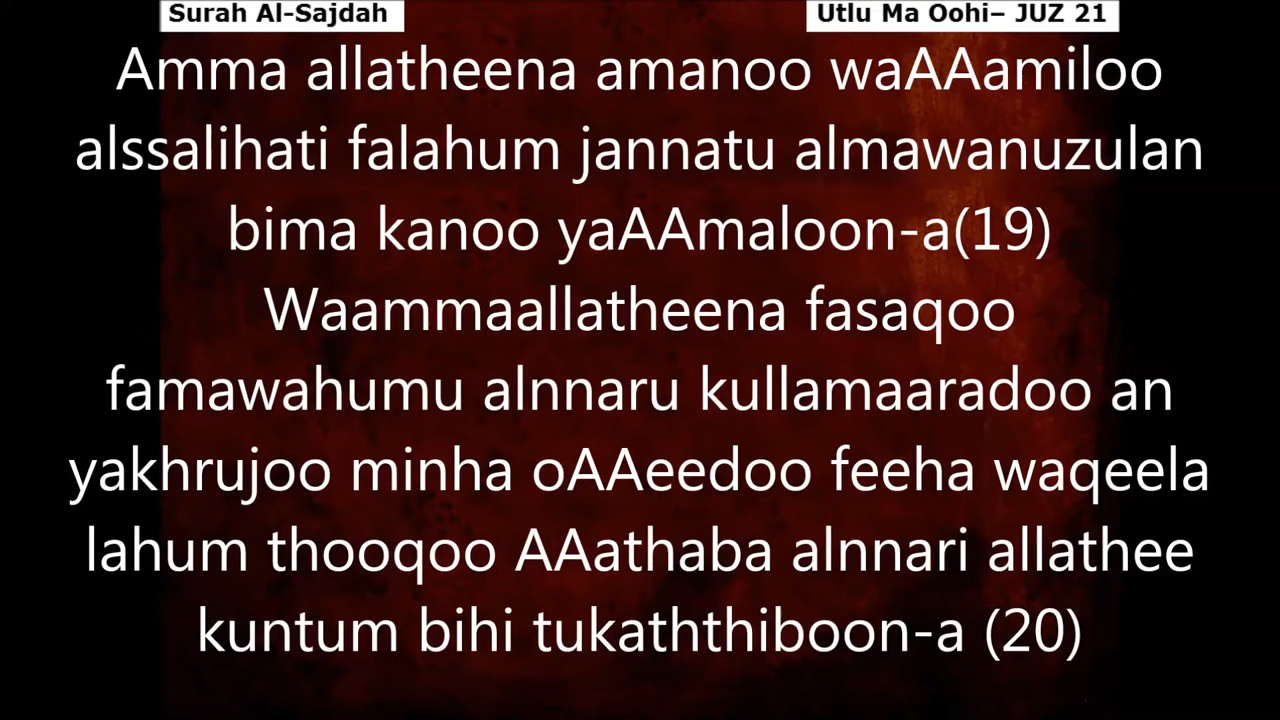 Surah Al-Sajdah
Utlu Ma Oohi– JUZ 21
Amma allatheena amanoo waAAamiloo
alssalihati falahum jannatu almawanuzulan
bima kanoo yaAAmaloon-a(19)
Waammaallatheena fasaqoo
famawahumu alnnaru kullamaaradoo an
yakhrujoo minha oAAeedoo feeha waqeela
lahum thooqoo AAathaba alnnari allathee
kuntum bihi tukaththiboon-a (20)